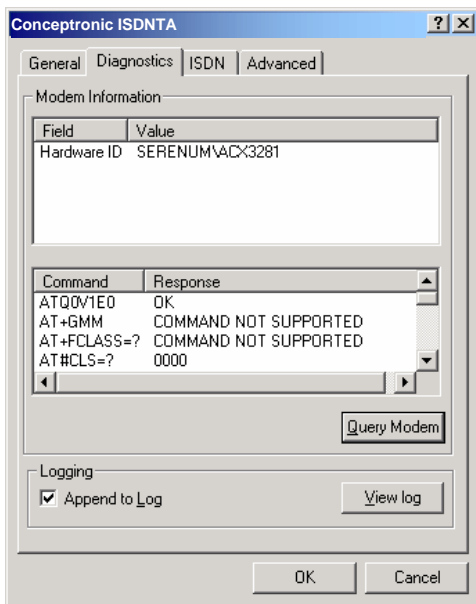 Conceptronic ISDNTA
General Diagnostics ISDN Advanced
Modem Information
Field Value
Hardware ID SERENUM\ACX3281
Command Response
ATQ0V1E0 OK
AT+GMM COMMAND NOT SUPPORTED
AT+FCLASS=? COMMAND NOT SUPPORTED
AT#CLS=? 0000
Query Modem
Logging
Append to Log
View log
OK Cancel